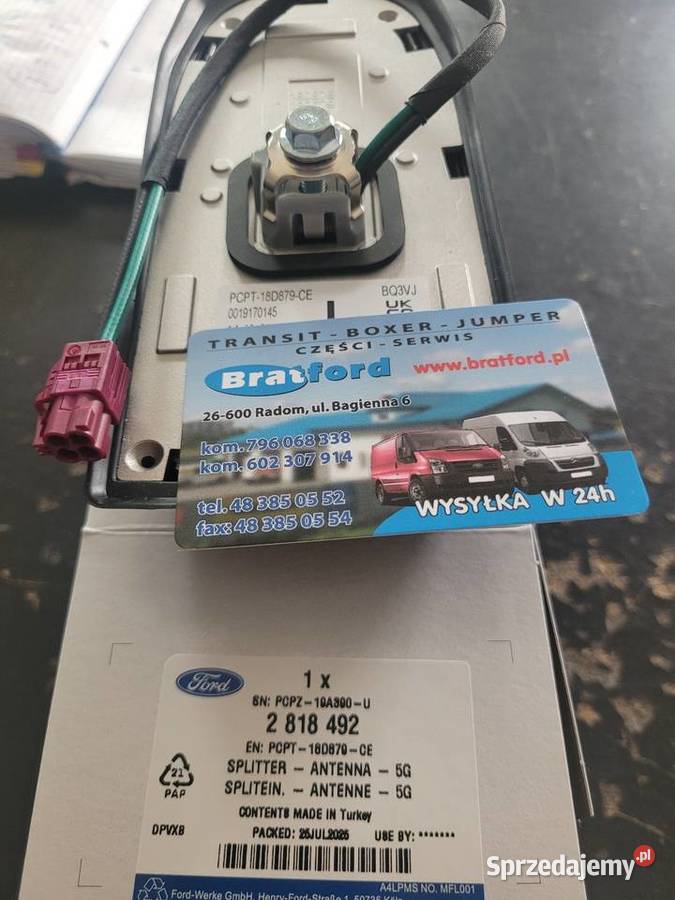 PCPT-18D879-CE
BQ3VJ
0019170145
UK
TRANSIT - BOXER - JUMPER
CZĘŚCI - SERWIS
Bratford
www.bratford.pl
26-600 Radom, ul. Bagienna 6
kom. 796 068 338
kom. 602 307 914
tel. 48 385 05 52
fax: 48 385 05 54
WYSYŁKA W 24h
Ford
1 x
SN: PCPZ-19A390-U
2 818 492
EN: PCPT-18D879-CE
21
PAP
SPLITTER - ANTENNA - 5G
SPLITEIN. - ANTENNE - 5G
CONTENTS MADE IN Turkey
DPVXB
PACKED: 25JUL2025 USE BY: *******
A4LPMS NO. MFL001
Ford-Werke GmbH, Henry-Ford-Straße 1, 50735 Köln
Sprzedajemy.pl